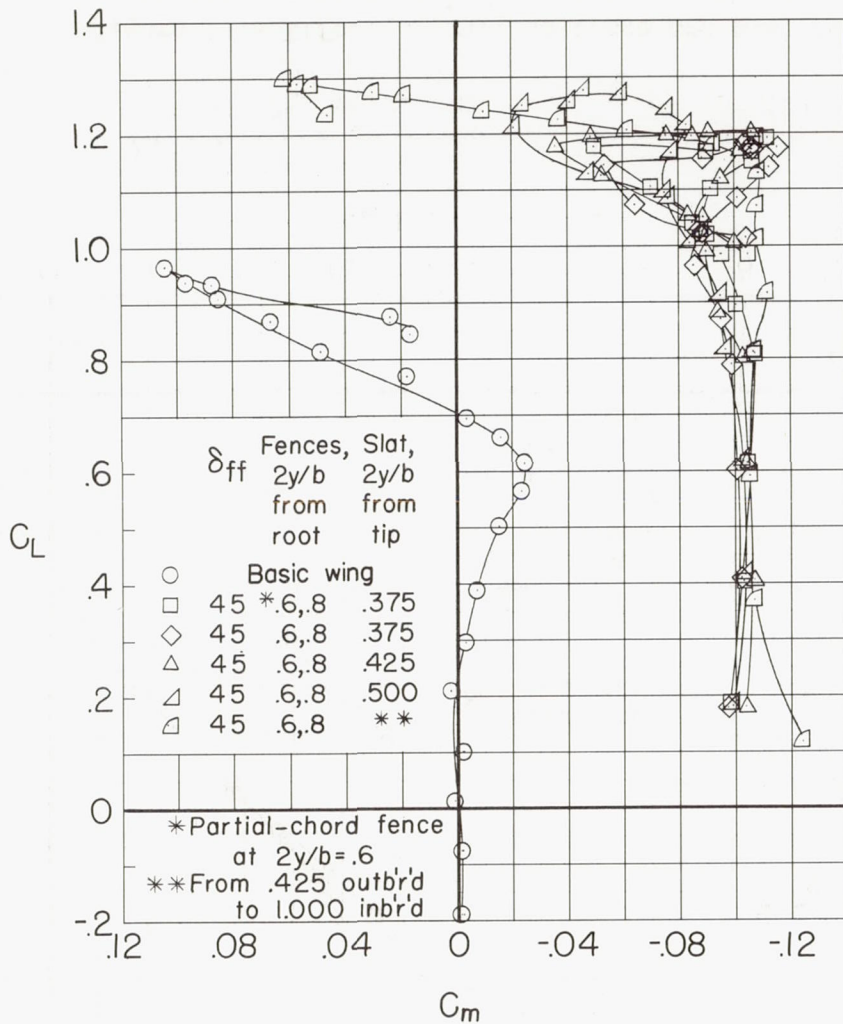 1.4
1.2
1.0
.8
.6
.4
.2
0
-.2
C_L
δff Fences, 2y/b from root Slat, 2y/b from tip
Basic wing
45 *.6,.8 .375
45 .6,.8 .375
45 .6,.8 .425
45 .6,.8 .500
45 .6,.8 **
*Partial-chord fence
at 2y/b=.6
**From .425 outb'r'd
to 1.000 inb'r'd
.12 .08 .04 0 -.04 -.08 -.12
Cm